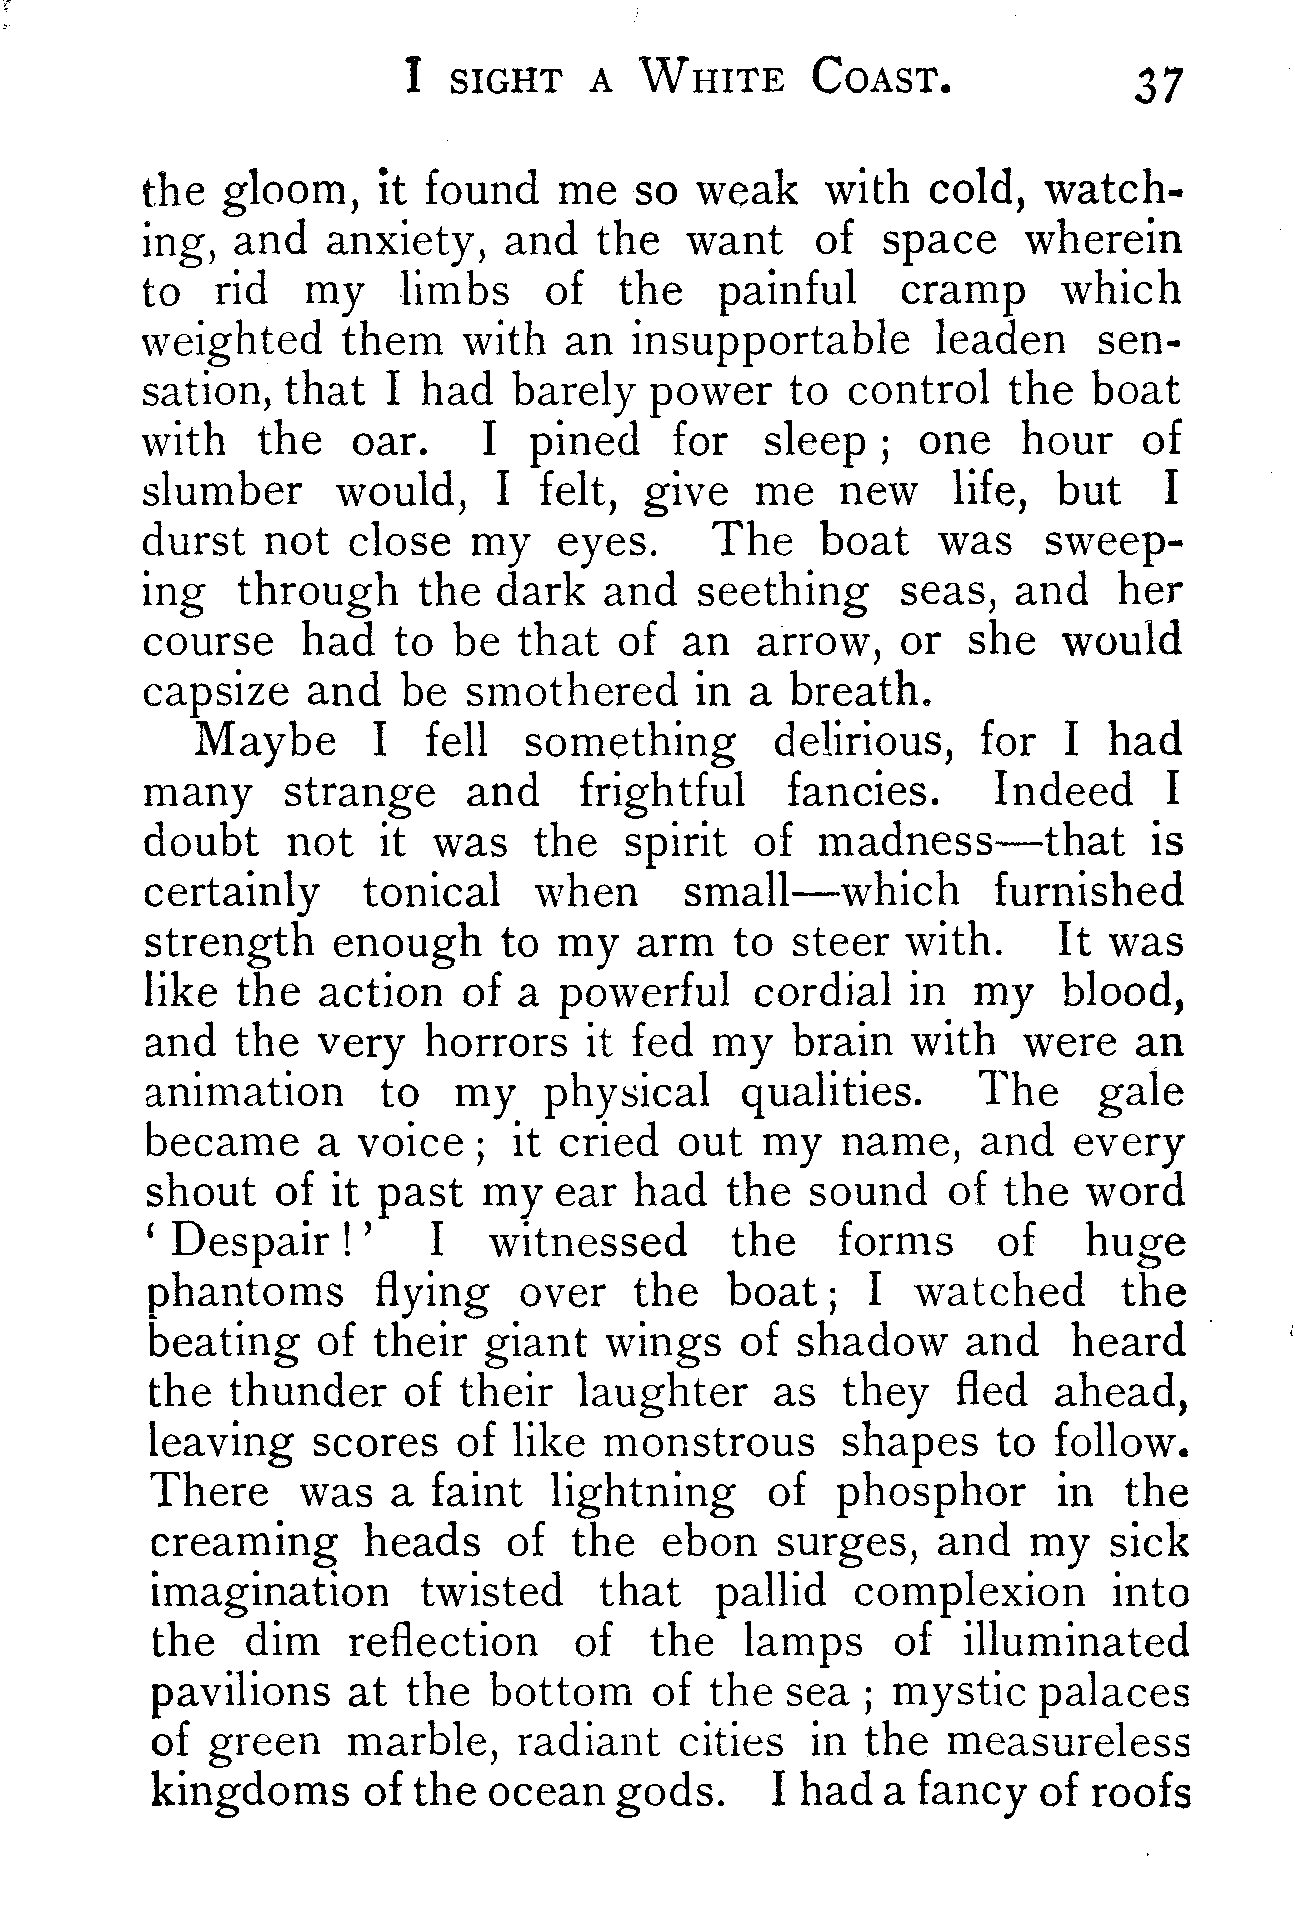 I SIGHT A WHITE COAST. 37
the gloom, it found me so weak with cold, watch-
ing, and anxiety, and the want of space wherein
to rid my limbs of the painful cramp which
weighted them with an insupportable leaden sen-
sation, that I had barely power to control the boat
with the oar. I pined for sleep ; one hour of
slumber would, I felt, give me new life, but I
durst not close my eyes. The boat was sweep-
ing through the dark and seething seas, and her
course had to be that of an arrow, or she would
capsize and be smothered in a breath.
Maybe I fell something delirious, for I had
many strange and frightful fancies. Indeed I
doubt not it was the spirit of madness—that is
certainly tonical when small—which furnished
strength enough to my arm to steer with. It was
like the action of a powerful cordial in my blood,
and the very horrors it fed my brain with were an
animation to my physical qualities. The gale
became a voice ; it cried out my name, and every
shout of it past my ear had the sound of the word
‘ Despair ! ’ I witnessed the forms of huge
phantoms flying over the boat ; I watched the
beating of their giant wings of shadow and heard
the thunder of their laughter as they fled ahead,
leaving scores of like monstrous shapes to follow.
There was a faint lightning of phosphor in the
creaming heads of the ebon surges, and my sick
imagination twisted that pallid complexion into
the dim reflection of the lamps of illuminated
pavilions at the bottom of the sea ; mystic palaces
of green marble, radiant cities in the measureless
kingdoms of the ocean gods. I had a fancy of roofs